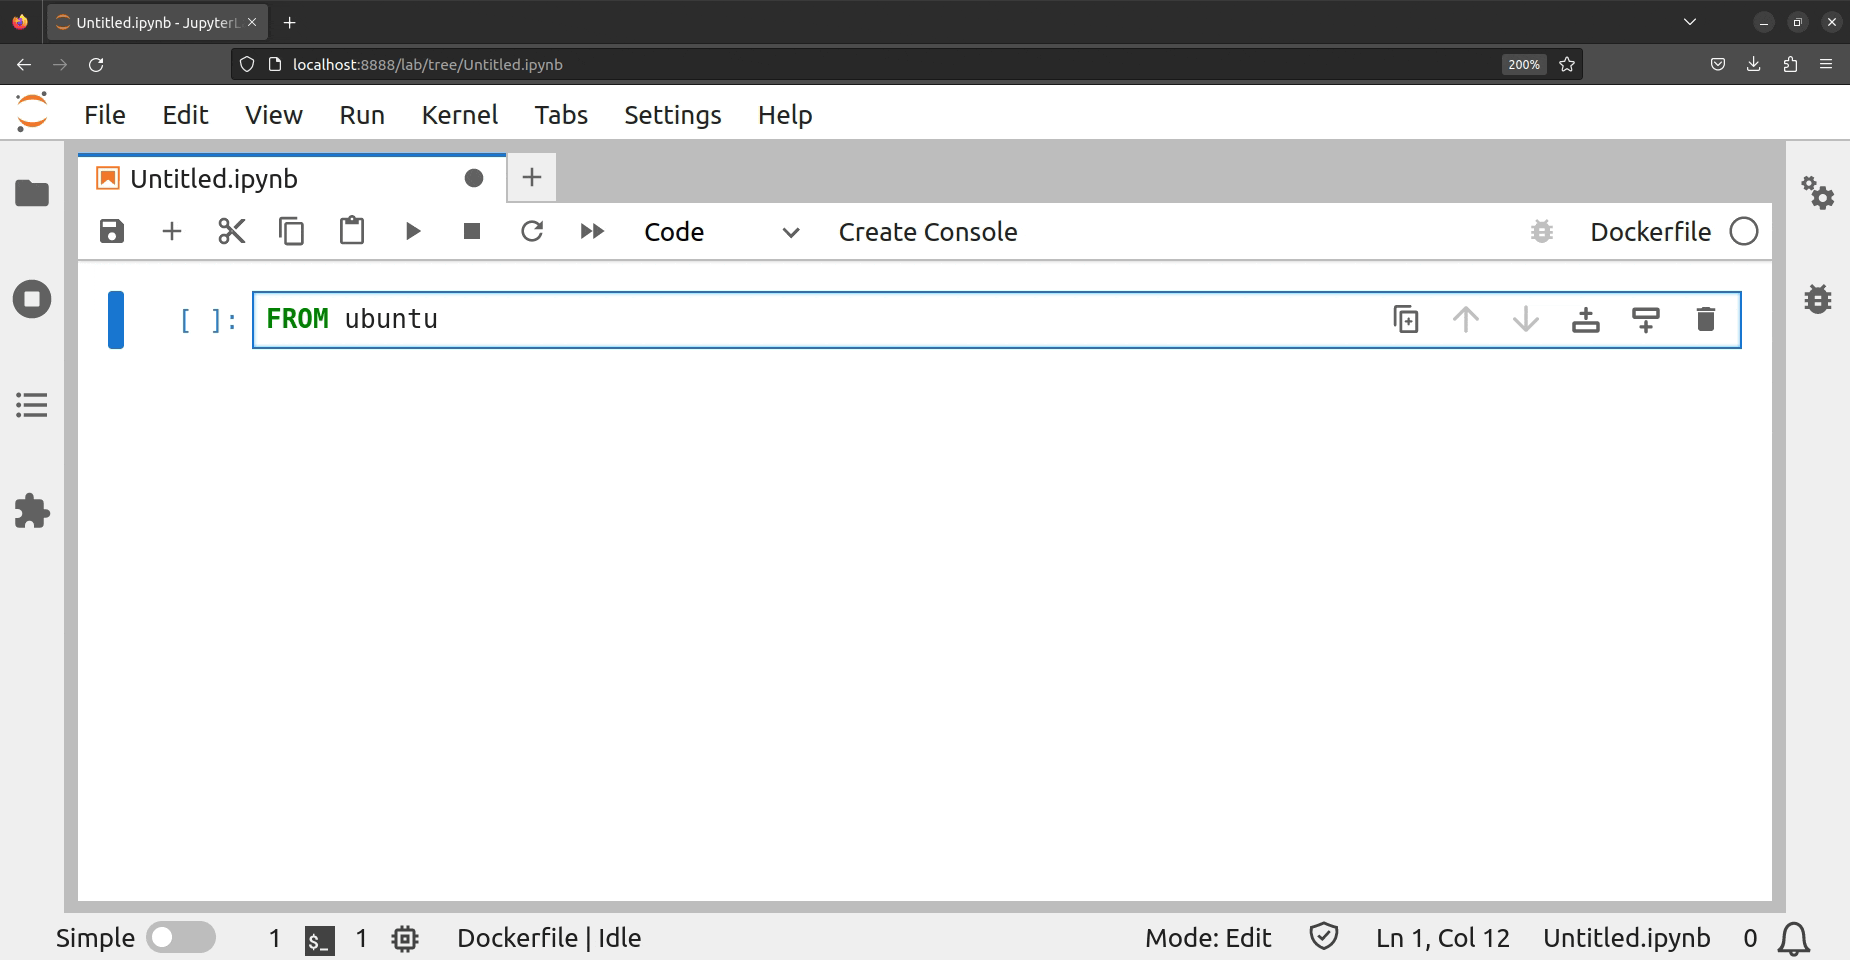 Untitled.ipynb - JupyterL
localhost:8888/lab/tree/Untitled.ipynb 200%
File Edit View Run Kernel Tabs Settings Help
Untitled.ipynb
Code Create Console Dockerfile
[ ]: FROM ubuntu
Simple 1 $_ 1 Dockerfile | Idle Mode: Edit Ln 1, Col 12 Untitled.ipynb 0